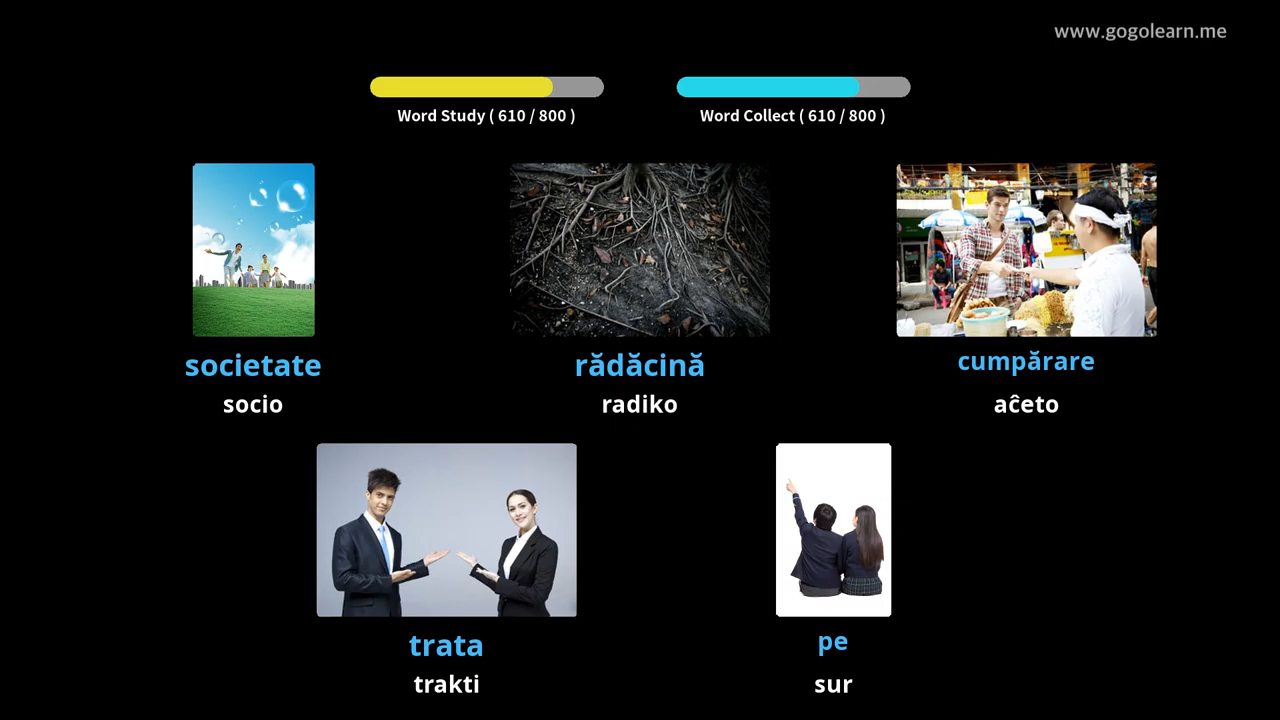 www.gogolearn.me
Word Study ( 610 / 800 )
Word Collect ( 610 / 800 )
societate
socio
rădăcină
radiko
cumpărare
aĉeto
trata
trakti
pe
sur